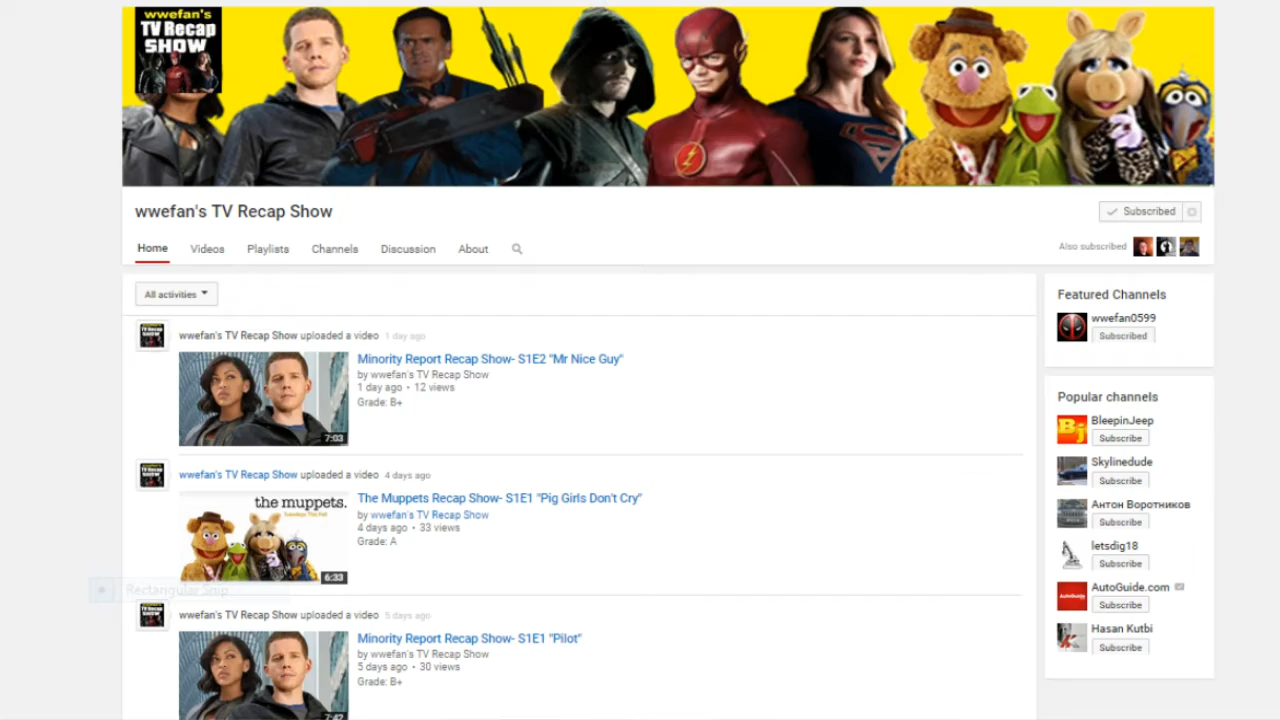 wwefan's
TV Recap
SHOW
wwefan's TV Recap Show
Subscribed
Home Videos Playlists Channels Discussion About
Also subscribed
All activities
Featured Channels
wwefan0599
Subscribed
wwefan's TV Recap Show uploaded a video 1 day ago
Minority Report Recap Show- S1E2 "Mr Nice Guy"
by wwefan's TV Recap Show
1 day ago • 12 views
Grade: B+
7:03
Popular channels
Bj
BleepinJeep
Subscribe
Skylinedude
Subscribe
Антон Воротников
Subscribe
letsdig18
Subscribe
AutoGuide.com
Subscribe
Hasan Kutbi
Subscribe
wwefan's TV Recap Show uploaded a video 4 days ago
the muppets.
Tuesdays This Fall
The Muppets Recap Show- S1E1 "Pig Girls Don't Cry"
by wwefan's TV Recap Show
4 days ago • 33 views
Grade: A
6:33
Rectangular Snip
wwefan's TV Recap Show uploaded a video 5 days ago
Minority Report Recap Show- S1E1 "Pilot"
by wwefan's TV Recap Show
5 days ago • 30 views
Grade: B+
7:42